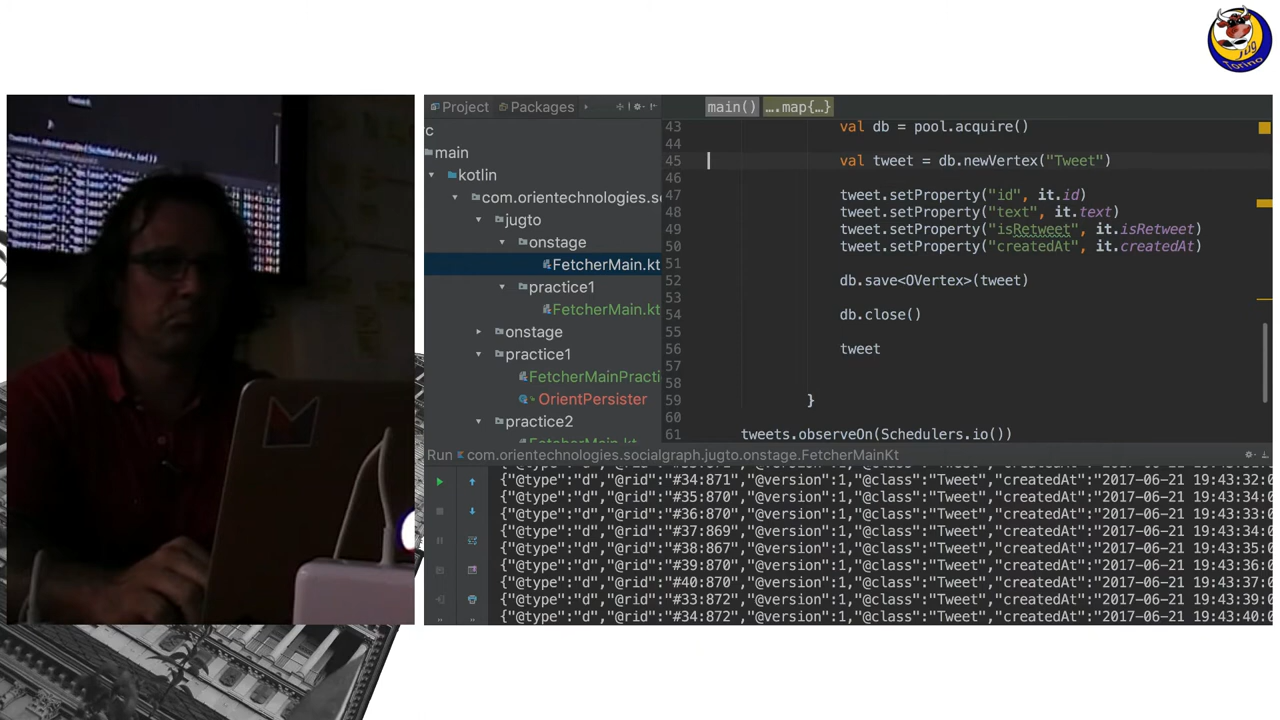 jug
Torino
Tweets.observeOn(Schedulers.io())
Project
Packages
main()
….map{…}
rc
main
kotlin
com.orientechnologies.s
jugto
onstage
FetcherMain.kt
practice1
FetcherMain.kt
onstage
practice1
FetcherMainPracti
OrientPersister
practice2
43 val db = pool.acquire()
44
45 val tweet = db.newVertex("Tweet")
46
47 tweet.setProperty("id", it.id)
48 tweet.setProperty("text", it.text)
49 tweet.setProperty("isRetweet", it.isRetweet)
50 tweet.setProperty("createdAt", it.createdAt)
51
52 db.save<OVertex>(tweet)
53
54 db.close()
55
56 tweet
57
58
59 }
60
61 tweets.observeOn(Schedulers.io())
Run com.orientechnologies.socialgraph.jugto.onstage.FetcherMainKt
{"@type":"d","@rid":"#34:871","@version":1,"@class":"Tweet","createdAt":"2017-06-21 19:43:32:0
{"@type":"d","@rid":"#35:870","@version":1,"@class":"Tweet","createdAt":"2017-06-21 19:43:34:0
{"@type":"d","@rid":"#36:870","@version":1,"@class":"Tweet","createdAt":"2017-06-21 19:43:33:0
{"@type":"d","@rid":"#37:869","@version":1,"@class":"Tweet","createdAt":"2017-06-21 19:43:34:0
{"@type":"d","@rid":"#38:867","@version":1,"@class":"Tweet","createdAt":"2017-06-21 19:43:35:0
{"@type":"d","@rid":"#39:870","@version":1,"@class":"Tweet","createdAt":"2017-06-21 19:43:36:0
{"@type":"d","@rid":"#40:870","@version":1,"@class":"Tweet","createdAt":"2017-06-21 19:43:37:0
{"@type":"d","@rid":"#33:872","@version":1,"@class":"Tweet","createdAt":"2017-06-21 19:43:39:0
{"@type":"d","@rid":"#34:872","@version":1,"@class":"Tweet","createdAt":"2017-06-21 19:43:40:0